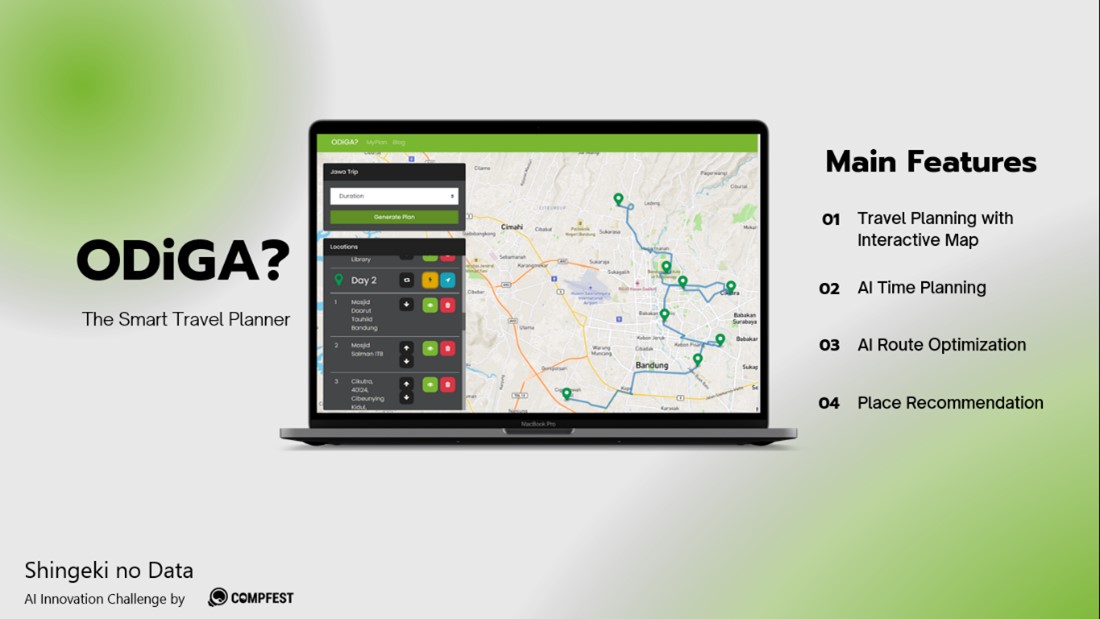 ODiGA?
The Smart Travel Planner
ODiGA? MyPlan Blog
Jawa Trip
Duration
Generate Plan
Locations
Library
Day 2
1
Masjid
Daarut
Tauhiid
Bandung
2
Masjid
Salman ITB
3
Cikutra,
40124,
Cibeunying
Kidul,
Cimahi
Bandung
MacBook Pro
Main Features
01 Travel Planning with
Interactive Map
02 AI Time Planning
03 AI Route Optimization
04 Place Recommendation
Shingeki no Data
AI Innovation Challenge by COMPFEST